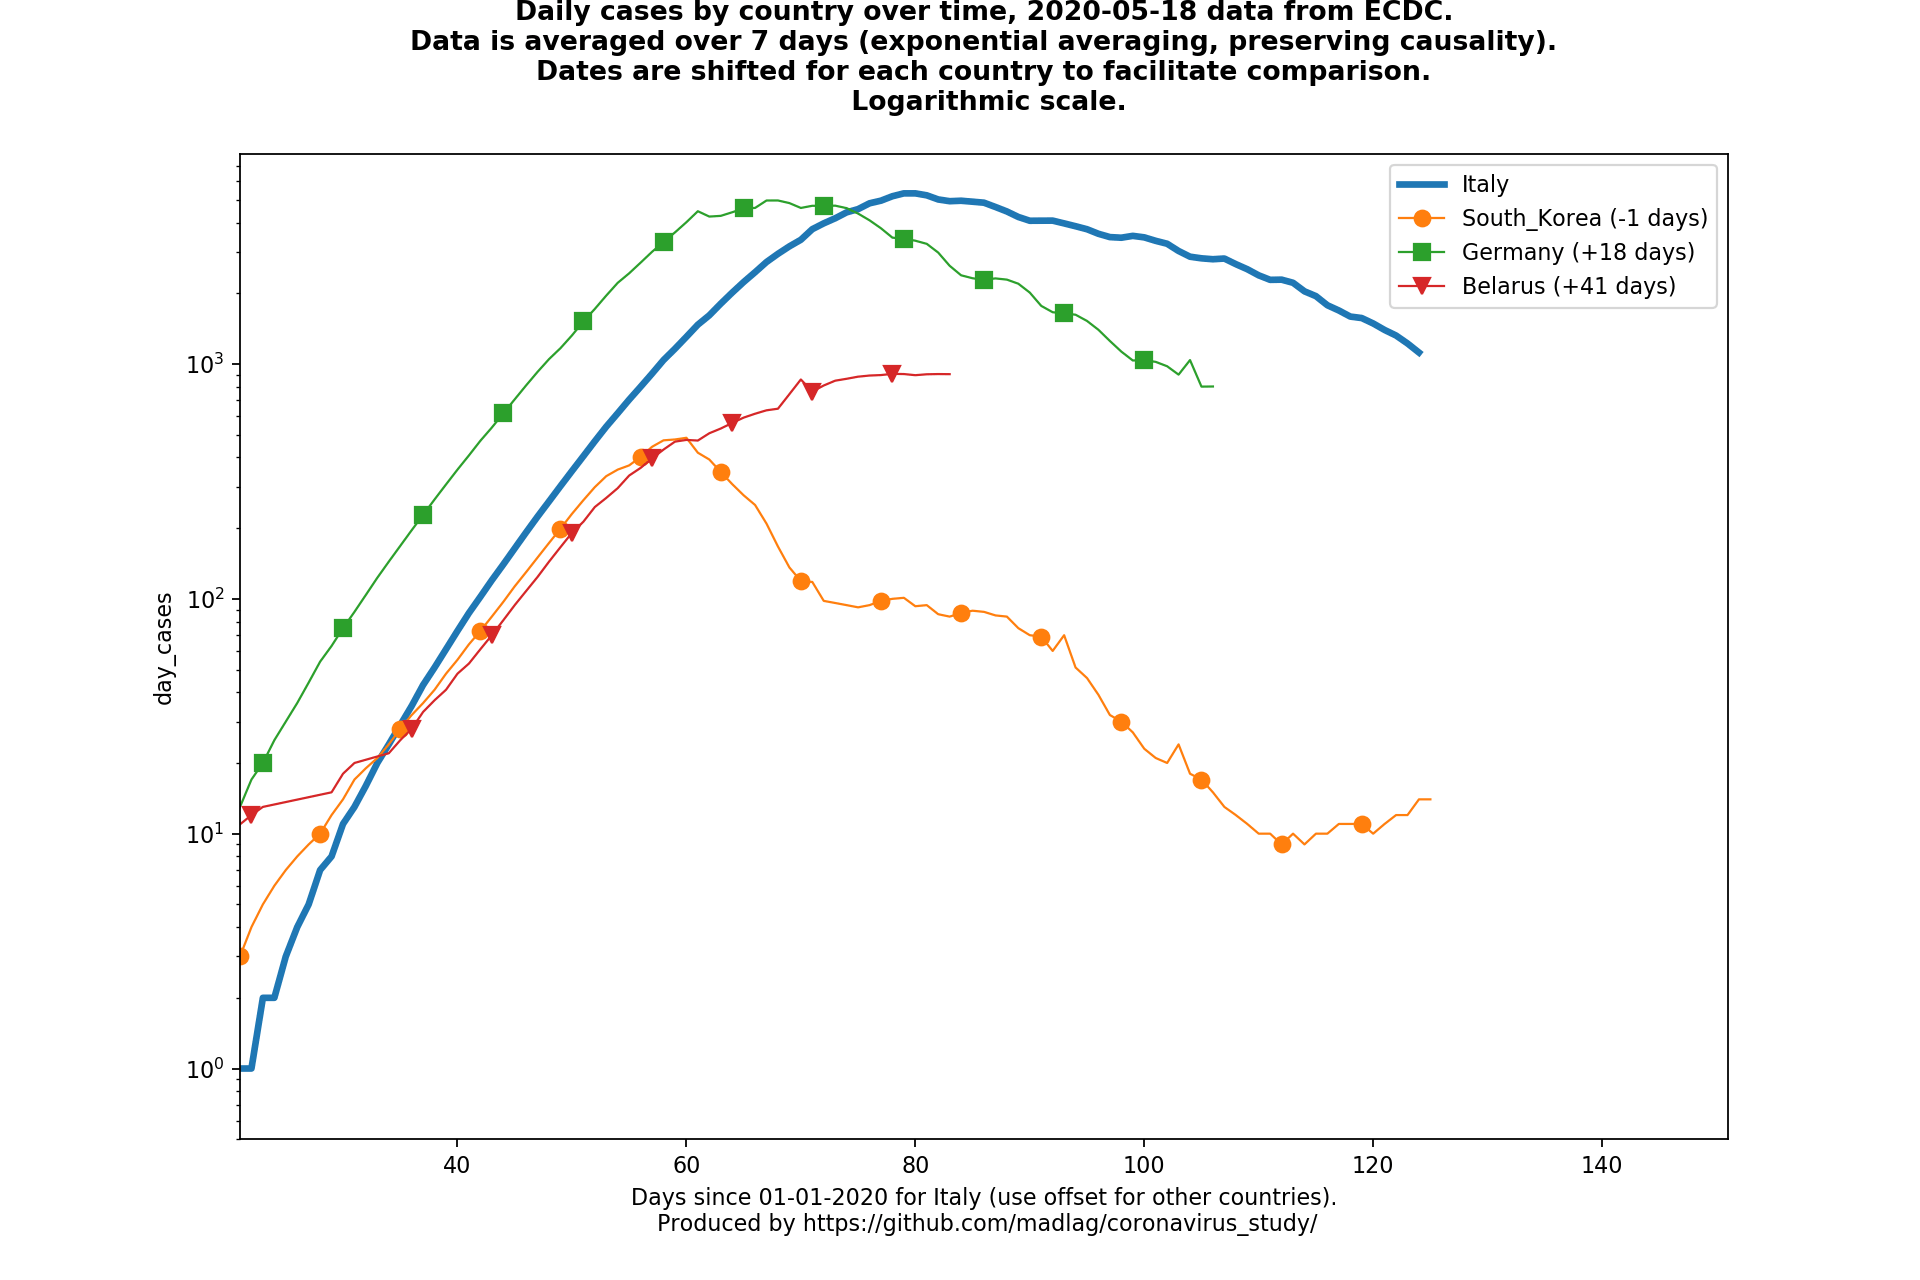 Daily cases by country over time, 2020-05-18 data from ECDC.
Data is averaged over 7 days (exponential averaging, preserving causality).
Dates are shifted for each country to facilitate comparison.
Logarithmic scale.
Italy
South_Korea (-1 days)
Germany (+18 days)
Belarus (+41 days)
day_cases
10³
10²
10¹
10⁰
40
60
80
100
120
140
Days since 01-01-2020 for Italy (use offset for other countries).
Produced by https://github.com/madlag/coronavirus_study/